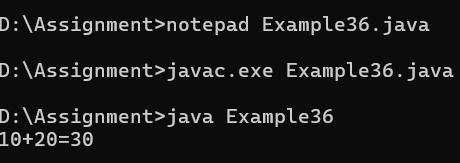 D:\Assignment>notepad Example36.java
D:\Assignment>javac.exe Example36.java
D:\Assignment>java Example36
10+20=30